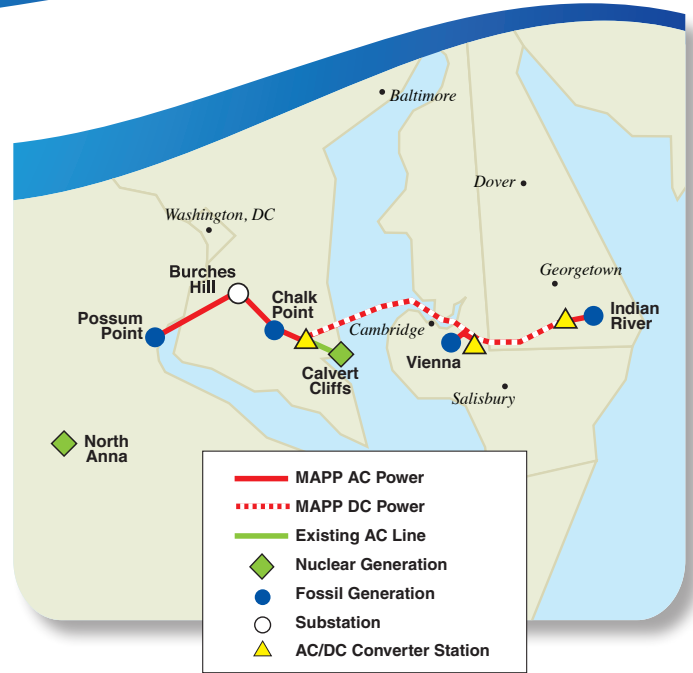 Baltimore
Dover
Washington, DC
Burches
Hill
Georgetown
Chalk
Point
Possum
Point
Indian
River
Cambridge
Vienna
Calvert
Cliffs
Salisbury
North
Anna
MAPP AC Power
MAPP DC Power
Existing AC Line
Nuclear Generation
Fossil Generation
Substation
AC/DC Converter Station